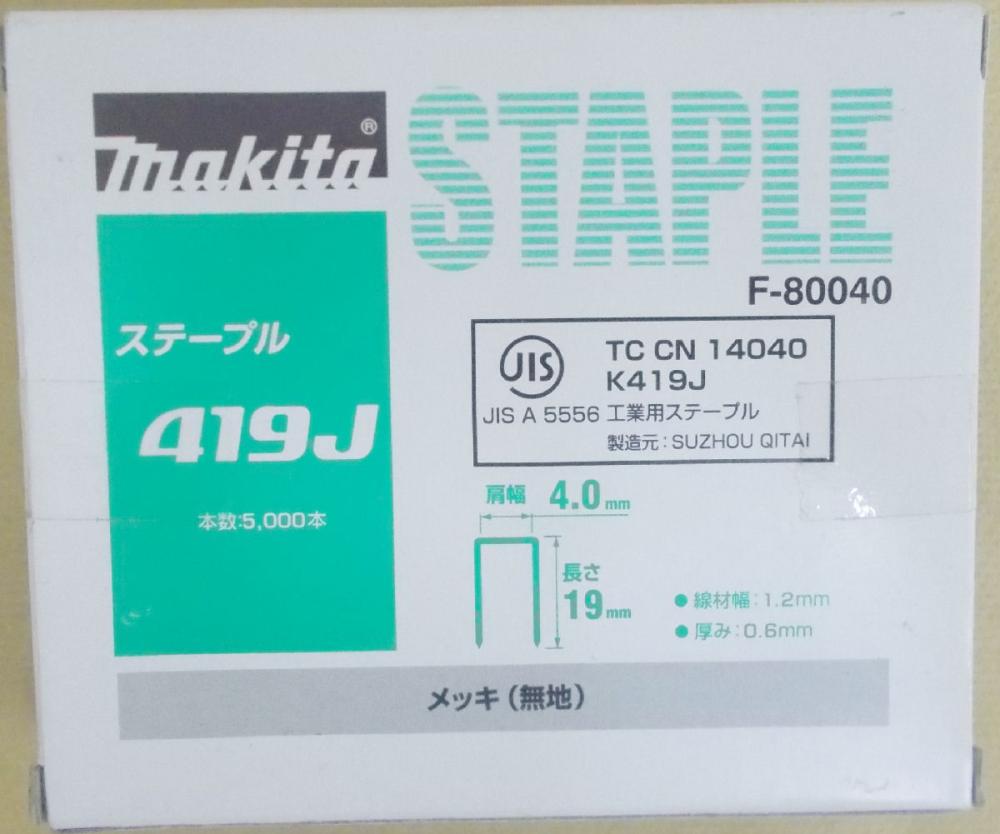 makita®
STAPLE
F-80040
ステープル
419J
本数:5,000本
JIS
TC CN 14040
K419J
JIS A 5556 工業用ステープル
製造元:SUZHOU QITAI
肩幅 4.0mm
長さ
19mm
● 線材幅:1.2mm
● 厚み:0.6mm
メッキ(無地)